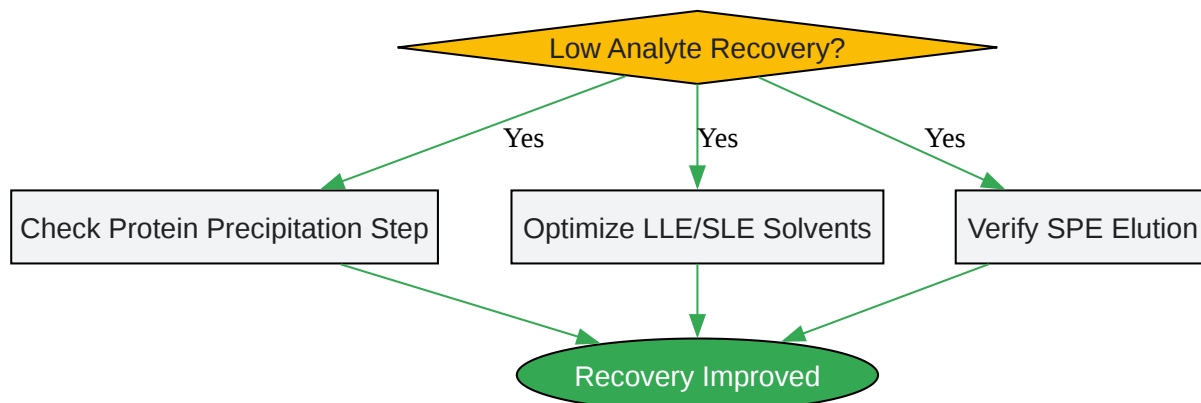 Low Analyte Recovery?
Yes
Yes
Yes
Check Protein Precipitation Step
Optimize LLE/SLE Solvents
Verify SPE Elution
Recovery Improved